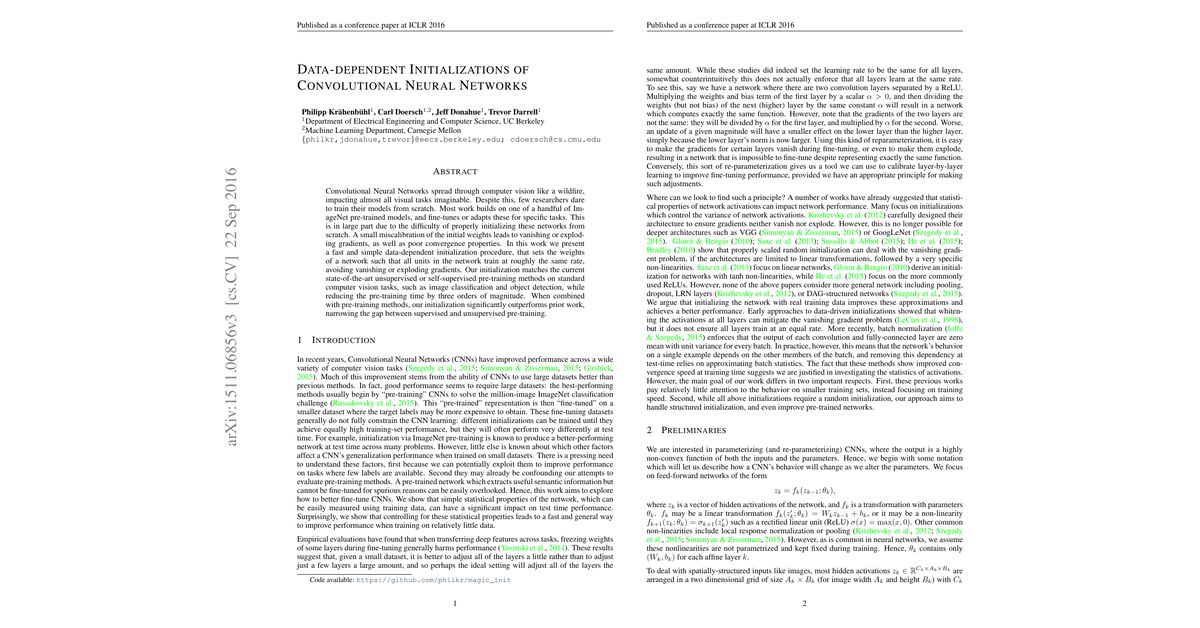 Published as a conference paper at ICLR 2016
DATA-DEPENDENT INITIALIZATIONS OF
CONVOLUTIONAL NEURAL NETWORKS
Philipp Krähenbühl1, Carl Doersch1,2, Jeff Donahue1, Trevor Darrell1
1Department of Electrical Engineering and Computer Science, UC Berkeley
2Machine Learning Department, Carnegie Mellon
{philkr,jdonahue,trevor}@eecs.berkeley.edu; cdoersch@cs.cmu.edu
ABSTRACT
Convolutional Neural Networks spread through computer vision like a wildfire,
impacting almost all visual tasks imaginable. Despite this, few researchers dare
to train their models from scratch. Most work builds on one of a handful of Im-
ageNet pre-trained models, and fine-tunes or adapts these for specific tasks. This
is in large part due to the difficulty of properly initializing these networks from
scratch. A small miscalibration of the initial weights leads to vanishing or explod-
ing gradients, as well as poor convergence properties. In this work we present
a fast and simple data-dependent initialization procedure, that sets the weights
of a network such that all units in the network train at roughly the same rate,
avoiding vanishing or exploding gradients. Our initialization matches the current
state-of-the-art unsupervised or self-supervised pre-training methods on standard
computer vision tasks, such as image classification and object detection, while
reducing the pre-training time by three orders of magnitude. When combined
with pre-training methods, our initialization significantly outperforms prior work,
narrowing the gap between supervised and unsupervised pre-training.
1 INTRODUCTION
In recent years, Convolutional Neural Networks (CNNs) have improved performance across a wide
variety of computer vision tasks (Szegedy et al., 2015; Simonyan & Zisserman, 2015; Girshick,
2015). Much of this improvement stems from the ability of CNNs to use large datasets better than
previous methods. In fact, good performance seems to require large datasets: the best-performing
methods usually begin by “pre-training” CNNs to solve the million-image ImageNet classification
challenge (Russakovsky et al., 2015). This “pre-trained” representation is then “fine-tuned” on a
smaller dataset where the target labels may be more expensive to obtain. These fine-tuning datasets
generally do not fully constrain the CNN learning: different initializations can be trained until they
achieve equally high training-set performance, but they will often perform very differently at test
time. For example, initialization via ImageNet pre-training is known to produce a better-performing
network at test time across many problems. However, little else is known about which other factors
affect a CNN's generalization performance when trained on small datasets. There is a pressing need
to understand these factors, first because we can potentially exploit them to improve performance
on tasks where few labels are available. Second they may already be confounding our attempts to
evaluate pre-training methods. A pre-trained network which extracts useful semantic information but
cannot be fine-tuned for spurious reasons can be easily overlooked. Hence, this work aims to explore
how to better fine-tune CNNs. We show that simple statistical properties of the network, which can
be easily measured using training data, can have a significant impact on test time performance.
Surprisingly, we show that controlling for these statistical properties leads to a fast and general way
to improve performance when training on relatively little data.
Empirical evaluations have found that when transferring deep features across tasks, freezing weights
of some layers during fine-tuning generally harms performance (Yosinski et al., 2014). These results
suggest that, given a small dataset, it is better to adjust all of the layers a little rather than to adjust
just a few layers a large amount, and so perhaps the ideal setting will adjust all of the layers the
Code available: https://github.com/philkr/magic_init
1
arXiv:1511.06856v3 [cs.CV] 22 Sep 2016
Published as a conference paper at ICLR 2016
same amount. While these studies did indeed set the learning rate to be the same for all layers,
somewhat counterintuitively this does not actually enforce that all layers learn at the same rate.
To see this, say we have a network where there are two convolution layers separated by a ReLU.
Multiplying the weights and bias term of the first layer by a scalar α > 0, and then dividing the
weights (but not bias) of the next (higher) layer by the same constant α will result in a network
which computes exactly the same function. However, note that the gradients of the two layers are
not the same: they will be divided by α for the first layer, and multiplied by α for the second. Worse,
an update of a given magnitude will have a smaller effect on the lower layer than the higher layer,
simply because the lower layer's norm is now larger. Using this kind of reparameterization, it is easy
to make the gradients for certain layers vanish during fine-tuning, or even to make them explode,
resulting in a network that is impossible to fine-tune despite representing exactly the same function.
Conversely, this sort of re-parameterization gives us a tool we can use to calibrate layer-by-layer
learning to improve fine-tuning performance, provided we have an appropriate principle for making
such adjustments.
Where can we look to find such a principle? A number of works have already suggested that statisti-
cal properties of network activations can impact network performance. Many focus on initializations
which control the variance of network activations. Krizhevsky et al. (2012) carefully designed their
architecture to ensure gradients neither vanish nor explode. However, this is no longer possible for
deeper architectures such as VGG (Simonyan & Zisserman, 2015) or GoogLeNet (Szegedy et al.,
2015). Glorot & Bengio (2010); Saxe et al. (2013); Sussillo & Abbot (2015); He et al. (2015);
Bradley (2010) show that properly scaled random initialization can deal with the vanishing gradi-
ent problem, if the architectures are limited to linear transformations, followed by a very specific
non-linearities. Saxe et al. (2013) focus on linear networks, Glorot & Bengio (2010) derive an initial-
ization for networks with tanh non-linearities, while He et al. (2015) focus on the more commonly
used ReLUs. However, none of the above papers consider more general network including pooling,
dropout, LRN layers (Krizhevsky et al., 2012), or DAG-structured networks (Szegedy et al., 2015).
We argue that initializing the network with real training data improves these approximations and
achieves a better performance. Early approaches to data-driven initializations showed that whiten-
ing the activations at all layers can mitigate the vanishing gradient problem (LeCun et al., 1998),
but it does not ensure all layers train at an equal rate. More recently, batch normalization (Ioffe
& Szegedy, 2015) enforces that the output of each convolution and fully-connected layer are zero
mean with unit variance for every batch. In practice, however, this means that the network's behavior
on a single example depends on the other members of the batch, and removing this dependency at
test-time relies on approximating batch statistics. The fact that these methods show improved con-
vergence speed at training time suggests we are justified in investigating the statistics of activations.
However, the main goal of our work differs in two important respects. First, these previous works
pay relatively little attention to the behavior on smaller training sets, instead focusing on training
speed. Second, while all above initializations require a random initialization, our approach aims to
handle structured initialization, and even improve pre-trained networks.
2 PRELIMINARIES
We are interested in parameterizing (and re-parameterizing) CNNs, where the output is a highly
non-convex function of both the inputs and the parameters. Hence, we begin with some notation
which will let us describe how a CNN's behavior will change as we alter the parameters. We focus
on feed-forward networks of the form
zk = fk(zk−1; θk),
where zk is a vector of hidden activations of the network, and fk is a transformation with parameters
θk. fk may be a linear transformation fk(z′k; θk) = Wkzk−1 + bk, or it may be a non-linearity
fk+1(zk; θk) = σk+1(z′k) such as a rectified linear unit (ReLU) σ(x) = max(x, 0). Other common
non-linearities include local response normalization or pooling (Krizhevsky et al., 2012; Szegedy
et al., 2015; Simonyan & Zisserman, 2015). However, as is common in neural networks, we assume
these nonlinearities are not parametrized and kept fixed during training. Hence, θk contains only
(Wk, bk) for each affine layer k.
To deal with spatially-structured inputs like images, most hidden activations zk ∈ ℝCk×Ak×Bk are
arranged in a two dimensional grid of size Ak × Bk (for image width Ak and height Bk) with Ck
2